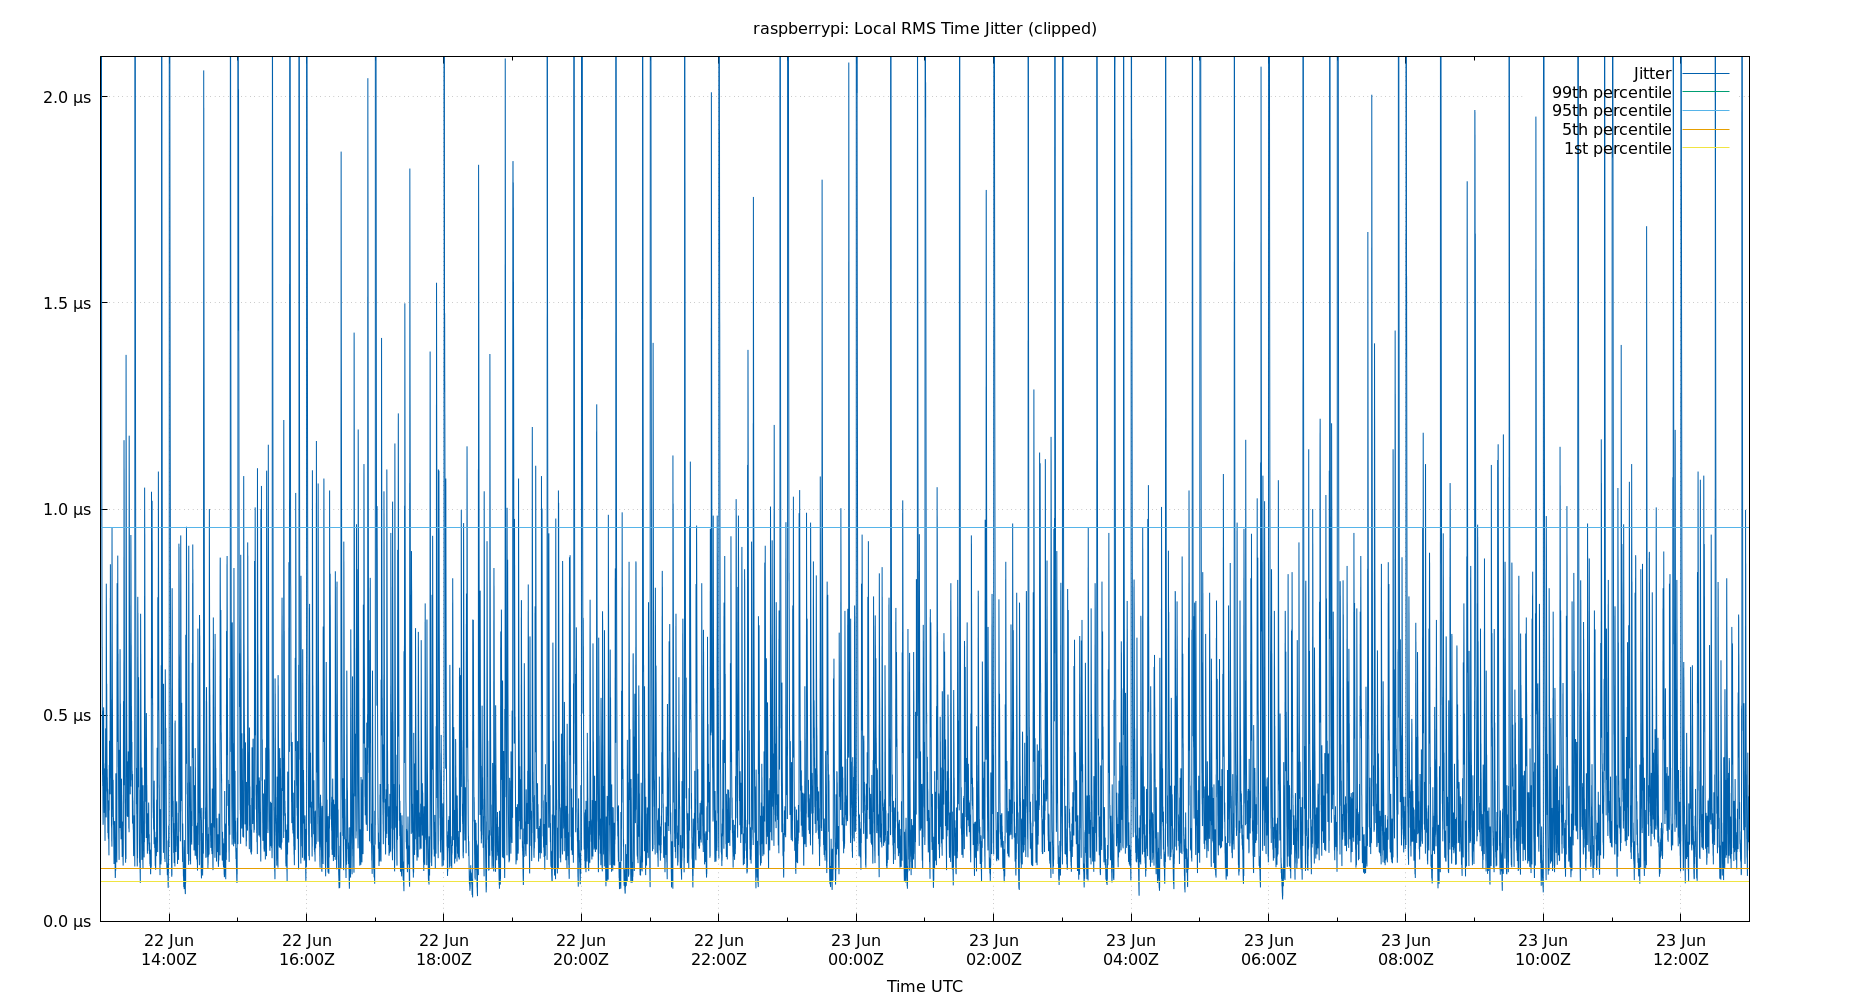 raspberrypi: Local RMS Time Jitter (clipped)
Jitter
99th percentile
95th percentile
5th percentile
1st percentile
2.0 µs
1.5 µs
1.0 µs
0.5 µs
0.0 µs
22 Jun
14:00Z
22 Jun
16:00Z
22 Jun
18:00Z
22 Jun
20:00Z
22 Jun
22:00Z
23 Jun
00:00Z
23 Jun
02:00Z
23 Jun
04:00Z
23 Jun
06:00Z
23 Jun
08:00Z
23 Jun
10:00Z
23 Jun
12:00Z
Time UTC